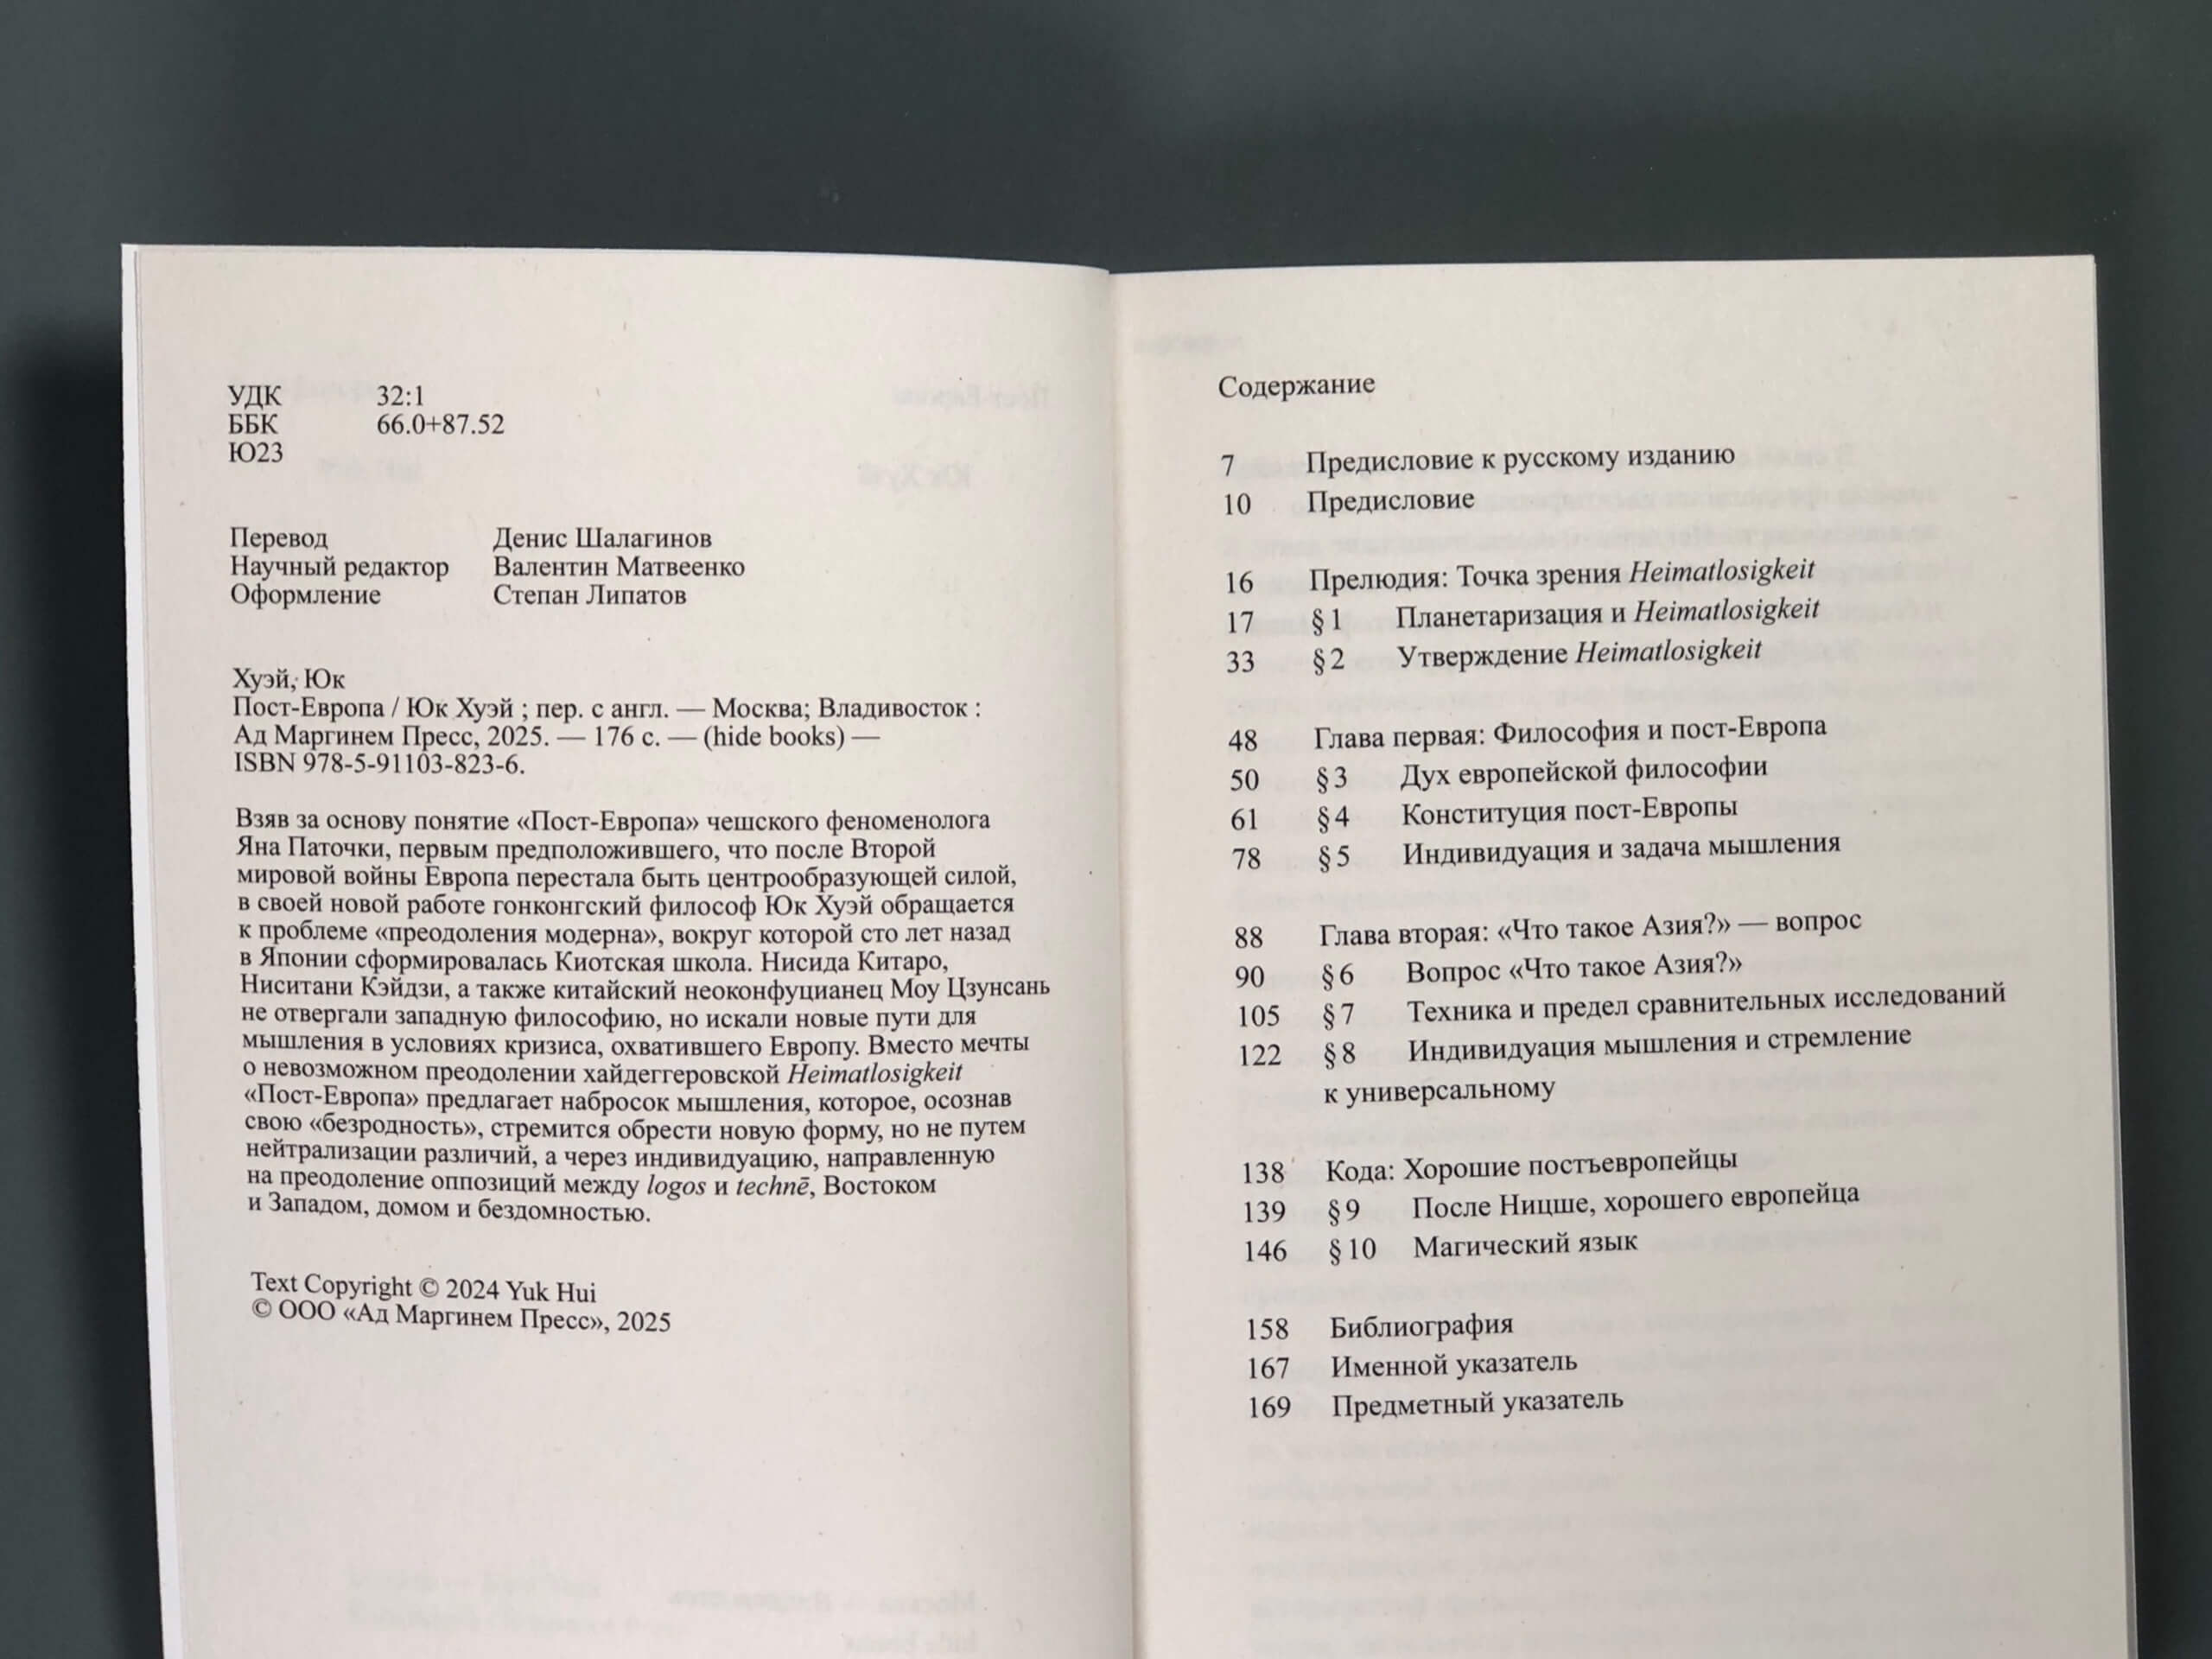 УДК 32:1
ББК 66.0+87.52
Ю23
Перевод Денис Шалагинов
Научный редактор Валентин Матвеенко
Оформление Степан Липатов
Хуэй, Юк
Пост-Европа / Юк Хуэй ; пер. с англ. — Москва; Владивосток :
Ад Маргинем Пресс, 2025. — 176 с. — (hide books) —
ISBN 978-5-91103-823-6.
Взяв за основу понятие «Пост-Европа» чешского феноменолога
Яна Паточки, первым предположившего, что после Второй
мировой войны Европа перестала быть центрообразующей силой,
в своей новой работе гонконгский философ Юк Хуэй обращается
к проблеме «преодоления модерна», вокруг которой сто лет назад
в Японии сформировалась Киотская школа. Нисида Китаро,
Ниситани Кэйдзи, а также китайский неоконфуцианец Моу Цзунсань
не отвергали западную философию, но искали новые пути для
мышления в условиях кризиса, охватившего Европу. Вместо мечты
о невозможном преодолении хайдеггеровской Heimatlosigkeit
«Пост-Европа» предлагает набросок мышления, которое, осознав
свою «безродность», стремится обрести новую форму, но не путем
нейтрализации различий, а через индивидуацию, направленную
на преодоление оппозиций между logos и technē, Востоком
и Западом, домом и бездомностью.
Text Copyright © 2024 Yuk Hui
© ООО «Ад Маргинем Пресс», 2025
Содержание
7 Предисловие к русскому изданию
10 Предисловие
16 Прелюдия: Точка зрения Heimatlosigkeit
17 § 1 Планетаризация и Heimatlosigkeit
33 § 2 Утверждение Heimatlosigkeit
48 Глава первая: Философия и пост-Европа
50 § 3 Дух европейской философии
61 § 4 Конституция пост-Европы
78 § 5 Индивидуация и задача мышления
88 Глава вторая: «Что такое Азия?» — вопрос
90 § 6 Вопрос «Что такое Азия?»
105 § 7 Техника и предел сравнительных исследований
122 § 8 Индивидуация мышления и стремление
к универсальному
138 Кода: Хорошие постъевропейцы
139 § 9 После Ницше, хорошего европейца
146 § 10 Магический язык
158 Библиография
167 Именной указатель
169 Предметный указатель